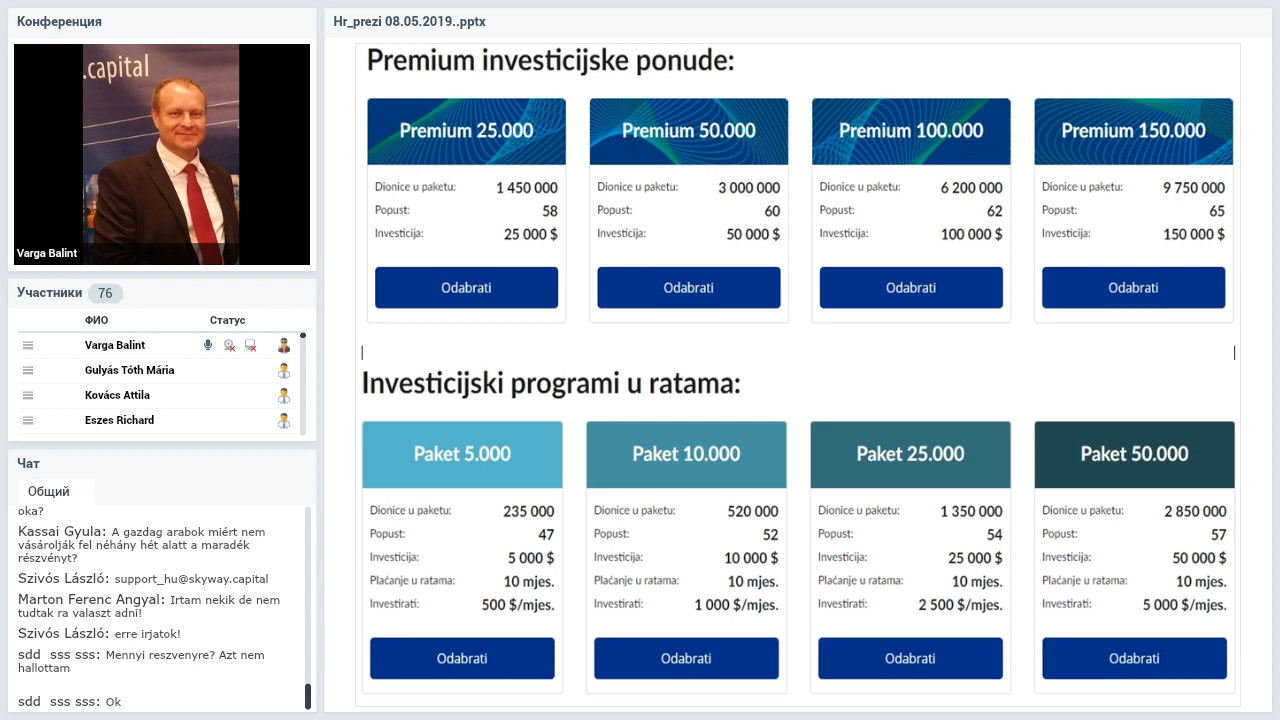 Конференция
.capital
Varga Balint
Участники 76
ФИО Статус
Varga Balint
Gulyás Tóth Mária
Kovács Attila
Eszes Richard
Чат
Общий
oka?
Kassai Gyula: A gazdag arabok miért nem
vásárolják fel néhány hét alatt a maradék
részvényt?
Szivós László: support_hu@skyway.capital
Marton Ferenc Angyal: Irtam nekik de nem
tudtak ra valaszt adni!
Szivós László: erre irjatok!
sdd sss sss: Mennyi reszvenyre? Azt nem
hallottam
sdd sss sss: Ok
Hr_prezi 08.05.2019..pptx
Premium investicijske ponude:
Premium 25.000
Dionice u paketu: 1 450 000
Popust: 58
Investicija: 25 000 $
Odabrati
Premium 50.000
Dionice u paketu: 3 000 000
Popust: 60
Investicija: 50 000 $
Odabrati
Premium 100.000
Dionice u paketu: 6 200 000
Popust: 62
Investicija: 100 000 $
Odabrati
Premium 150.000
Dionice u paketu: 9 750 000
Popust: 65
Investicija: 150 000 $
Odabrati
Investicijski programi u ratama:
Paket 5.000
Dionice u paketu: 235 000
Popust: 47
Investicija: 5 000 $
Plaćanje u ratama: 10 mjes.
Investirati: 500 $/mjes.
Odabrati
Paket 10.000
Dionice u paketu: 520 000
Popust: 52
Investicija: 10 000 $
Plaćanje u ratama: 10 mjes.
Investirati: 1 000 $/mjes.
Odabrati
Paket 25.000
Dionice u paketu: 1 350 000
Popust: 54
Investicija: 25 000 $
Plaćanje u ratama: 10 mjes.
Investirati: 2 500 $/mjes.
Odabrati
Paket 50.000
Dionice u paketu: 2 850 000
Popust: 57
Investicija: 50 000 $
Plaćanje u ratama: 10 mjes.
Investirati: 5 000 $/mjes.
Odabrati